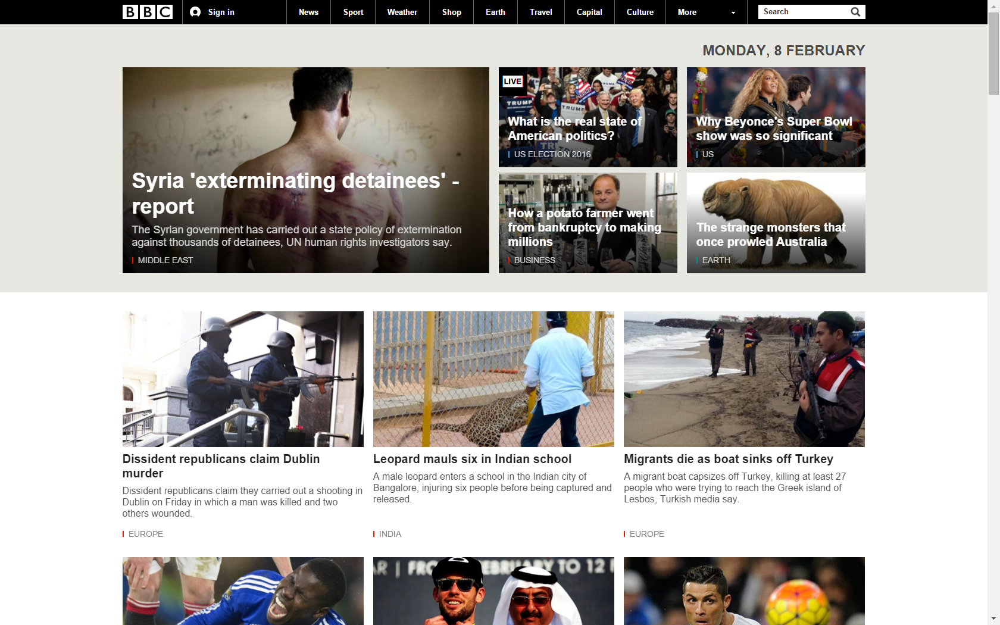 BBC
Sign in
News
Sport
Weather
Shop
Earth
Travel
Capital
Culture
More
Search
MONDAY, 8 FEBRUARY
Syria 'exterminating detainees' -
report
The Syrian government has carried out a state policy of extermination
against thousands of detainees, UN human rights investigators say.
MIDDLE EAST
LIVE
TRUMP
TRUMP
TRUMP
What is the real state of
American politics?
US ELECTION 2016
Why Beyonce's Super Bowl
show was so significant
US
How a potato farmer went
from bankruptcy to making
millions
BUSINESS
The strange monsters that
once prowled Australia
EARTH
Dissident republicans claim Dublin
murder
Dissident republicans claim they carried out a shooting in
Dublin on Friday in which a man was killed and two
others wounded.
EUROPE
Leopard mauls six in Indian school
A male leopard enters a school in the Indian city of
Bangalore, injuring six people before being captured and
released.
INDIA
Migrants die as boat sinks off Turkey
A migrant boat capsizes off Turkey, killing at least 27
people who were trying to reach the Greek island of
Lesbos, Turkish media say.
EUROPE
TO 12